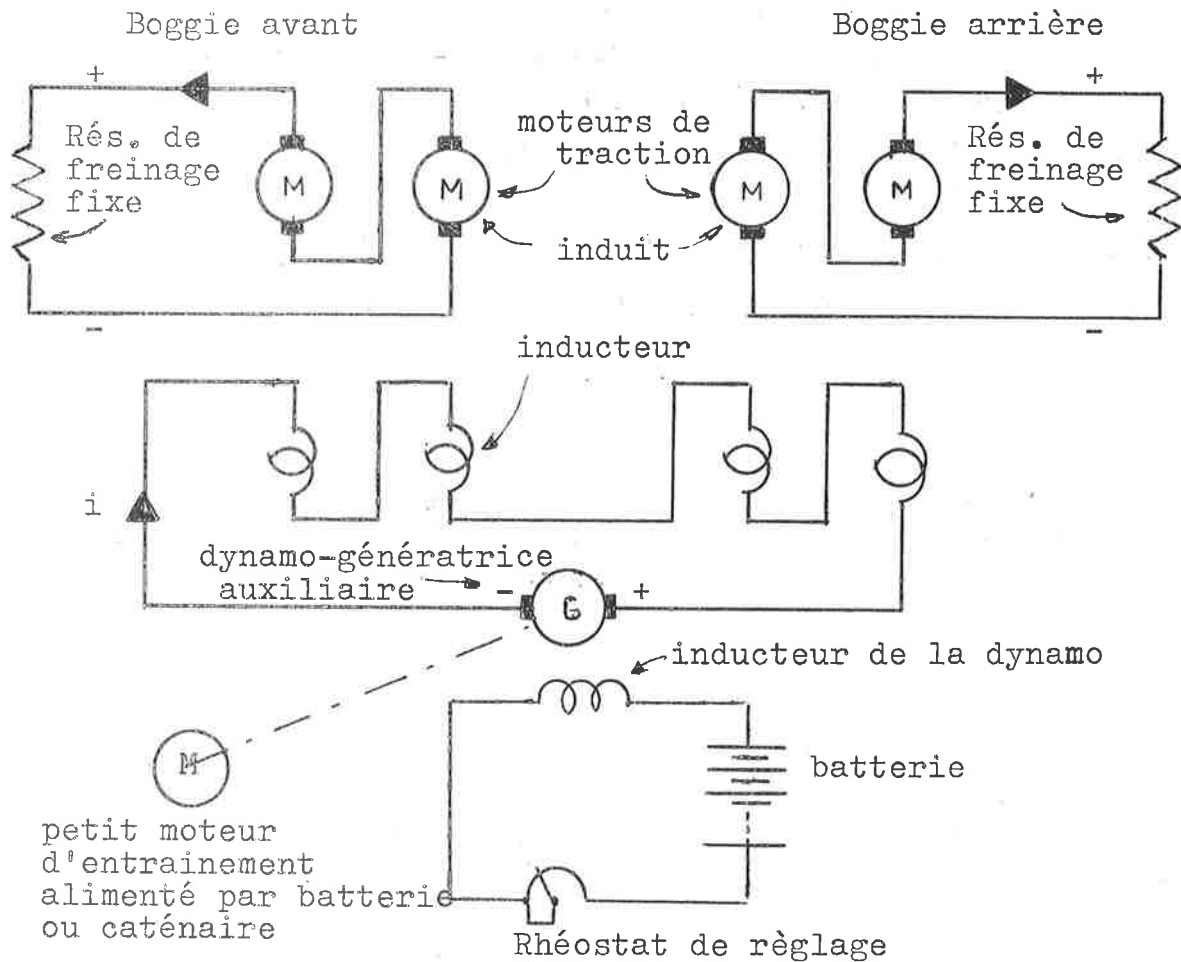 Boggie avant
Boggie arrière
+
+
Rés. de
freinage
fixe
M
M
moteurs de
traction
induit
M
M
Rés. de
freinage
fixe
-
-
inducteur
i
dynamo-génératrice
auxiliaire
-
G
+
inducteur de la dynamo
M
batterie
petit moteur
d'entrainement
alimenté par batterie
ou caténaire
Rhéostat de règlage